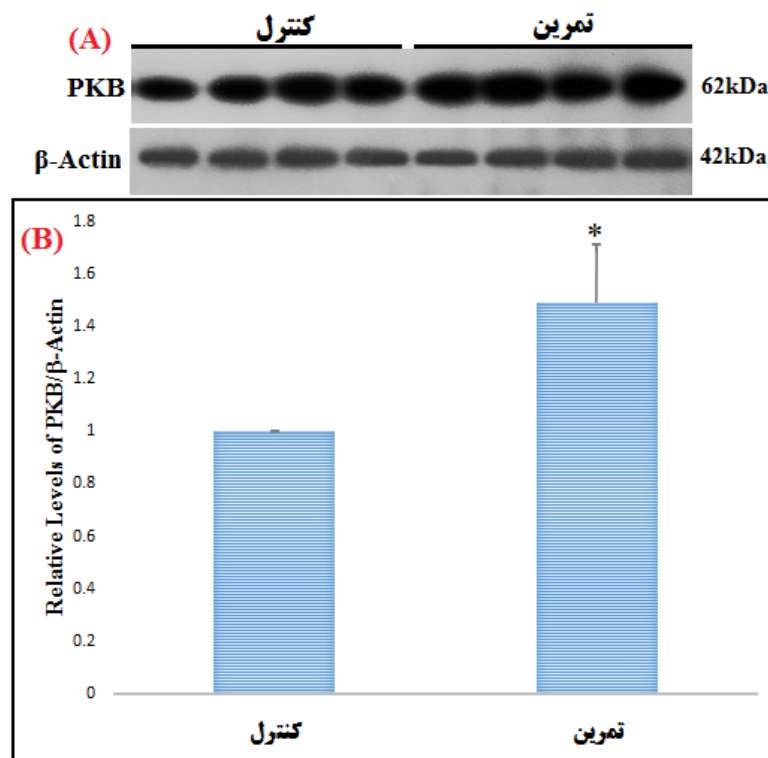 (A) کنترل تمرین
PKB 62kDa
β-Actin 42kDa
(B)
Relative Levels of PKB/β-Actin
1.8
1.6
1.4
1.2
1
0.8
0.6
0.4
0.2
0
*
کنترل تمرین